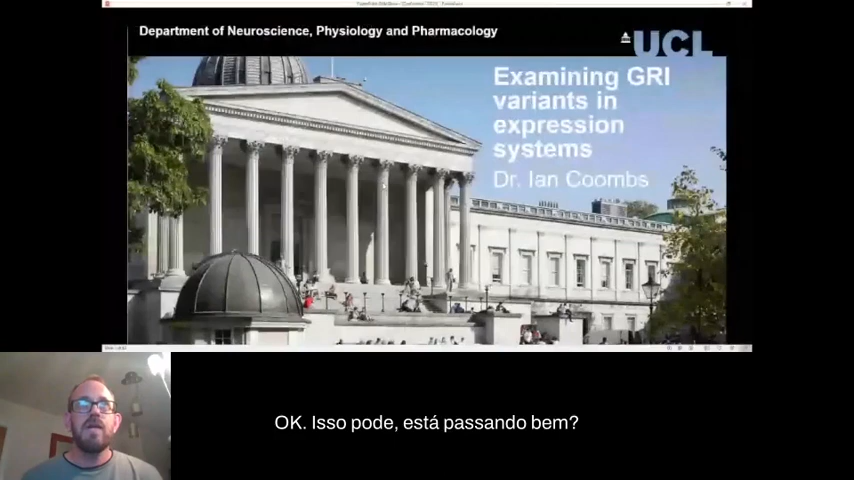 Department of Neuroscience, Physiology and Pharmacology
UCL
Examining GRI
variants in
expression
systems
Dr. Ian Coombs
OK. Isso pode, está passando bem?